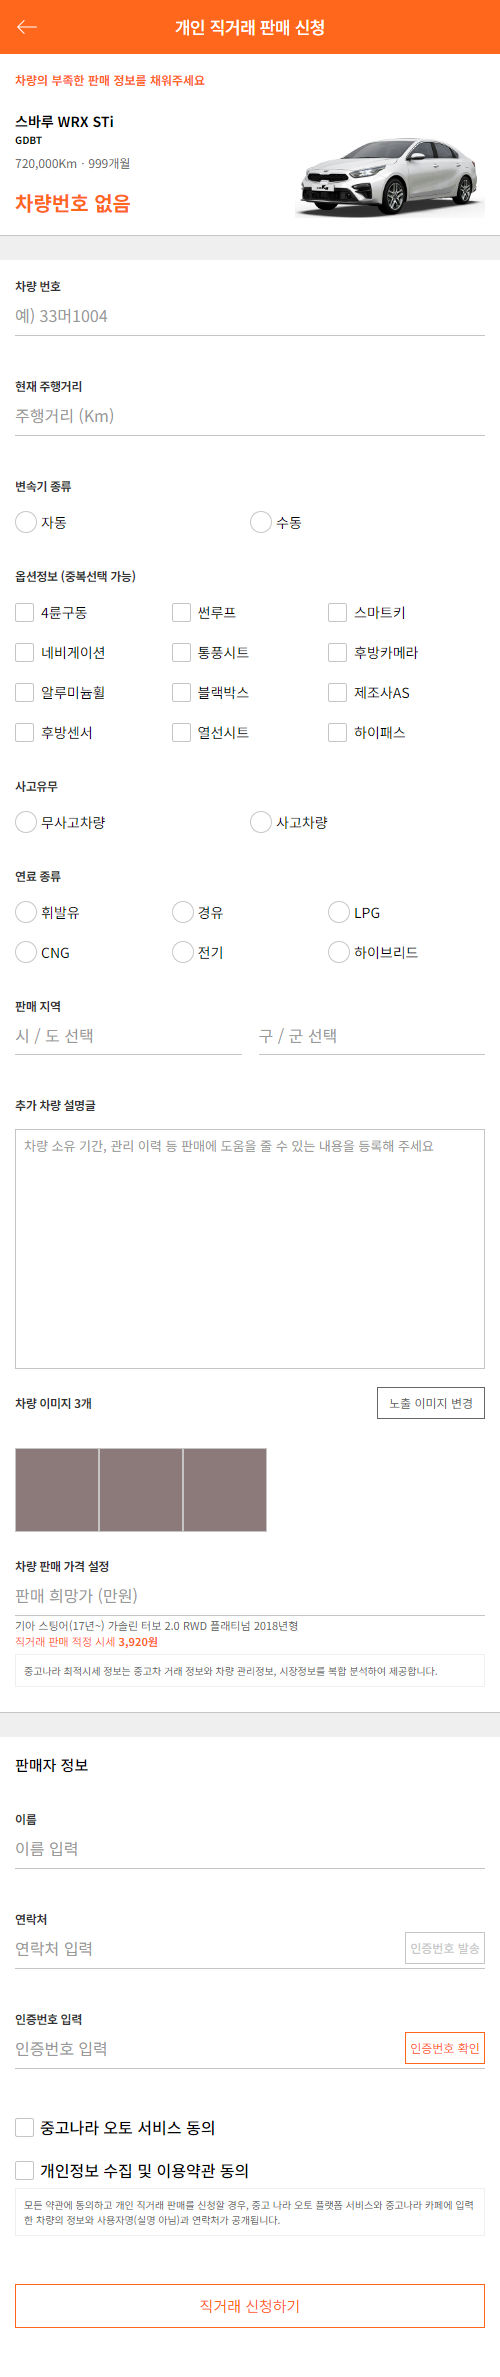 개인 직거래 판매 신청
차량의 부족한 판매 정보를 채워주세요
스바루 WRX STi
GDBT
720,000Km · 999개월
차량번호 없음
차량 번호
예) 33머1004
현재 주행거리
주행거리 (Km)
변속기 종류
자동 수동
옵션정보 (중복선택 가능)
4륜구동 썬루프 스마트키
네비게이션 통풍시트 후방카메라
알루미늄휠 블랙박스 제조사AS
후방센서 열선시트 하이패스
사고유무
무사고차량 사고차량
연료 종류
휘발유 경유 LPG
CNG 전기 하이브리드
판매 지역
시 / 도 선택 구 / 군 선택
추가 차량 설명글
차량 소유 기간, 관리 이력 등 판매에 도움을 줄 수 있는 내용을 등록해 주세요
차량 이미지 3개 노출 이미지 변경
차량 판매 가격 설정
판매 희망가 (만원)
기아 스팅어(17년~) 가솔린 터보 2.0 RWD 플래티넘 2018년형
직거래 판매 적정 시세 3,920원
중고나라 최적시세 정보는 중고차 거래 정보와 차량 관리정보, 시장정보를 복합 분석하여 제공합니다.
판매자 정보
이름
이름 입력
연락처
연락처 입력 인증번호 발송
인증번호 입력
인증번호 입력 인증번호 확인
중고나라 오토 서비스 동의
개인정보 수집 및 이용약관 동의
모든 약관에 동의하고 개인 직거래 판매를 신청할 경우, 중고 나라 오토 플랫폼 서비스와 중고나라 카페에 입력
한 차량의 정보와 사용자명(실명 아님)과 연락처가 공개됩니다.
직거래 신청하기